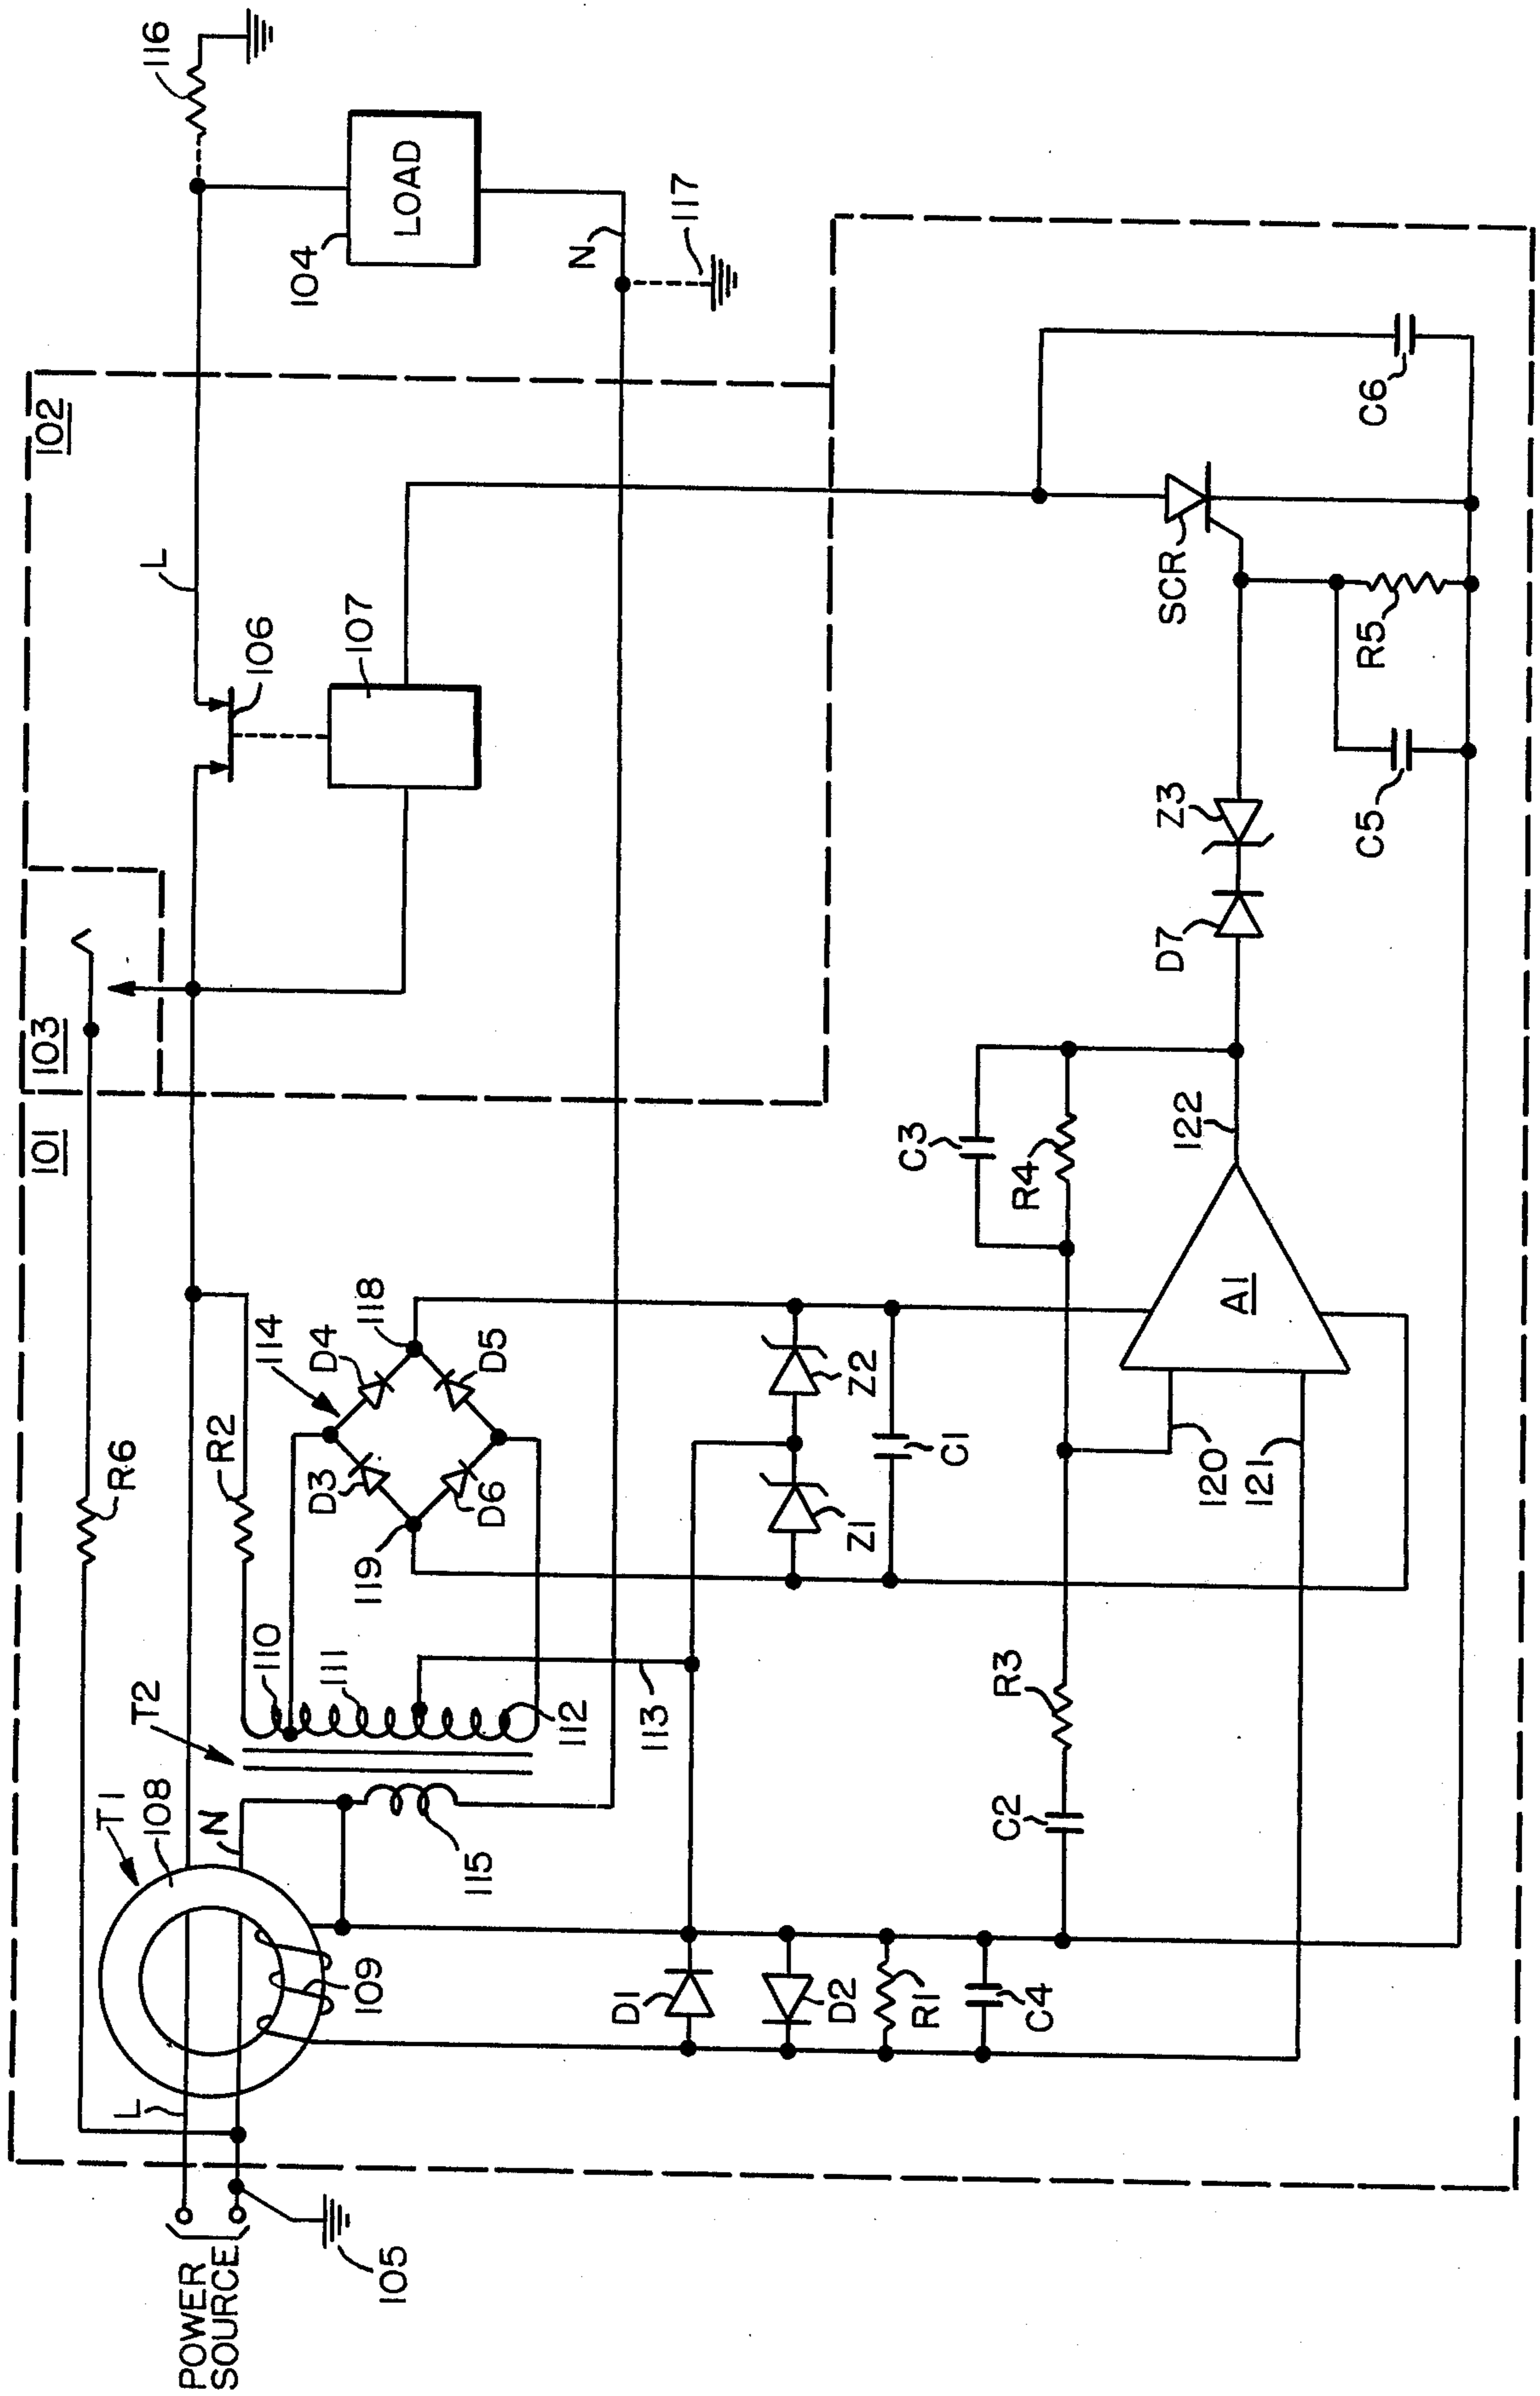 POWER
SOURCE
105
L
T1
108
N
109
T2
110
111
112
113
115
R6
R2
114
D4
118
D3
D5
119
D6
101
103
102
L
106
107
116
104
LOAD
N
117
D1
D2
R1
C4
Z1
Z2
C1
C2
R3
C3
R4
120
121
A1
122
D7
Z3
SCR
C5
R5
C6